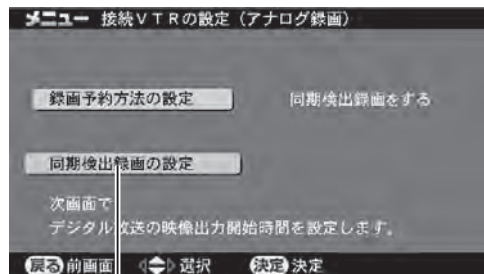 メニュー 接続VTRの設定（アナログ録画）
録画予約方法の設定 同期検出録画をする
同期検出録画の設定
次画面で
デジタル放送の映像出力開始時間を設定します。
戻る 前画面 選択 決定 決定